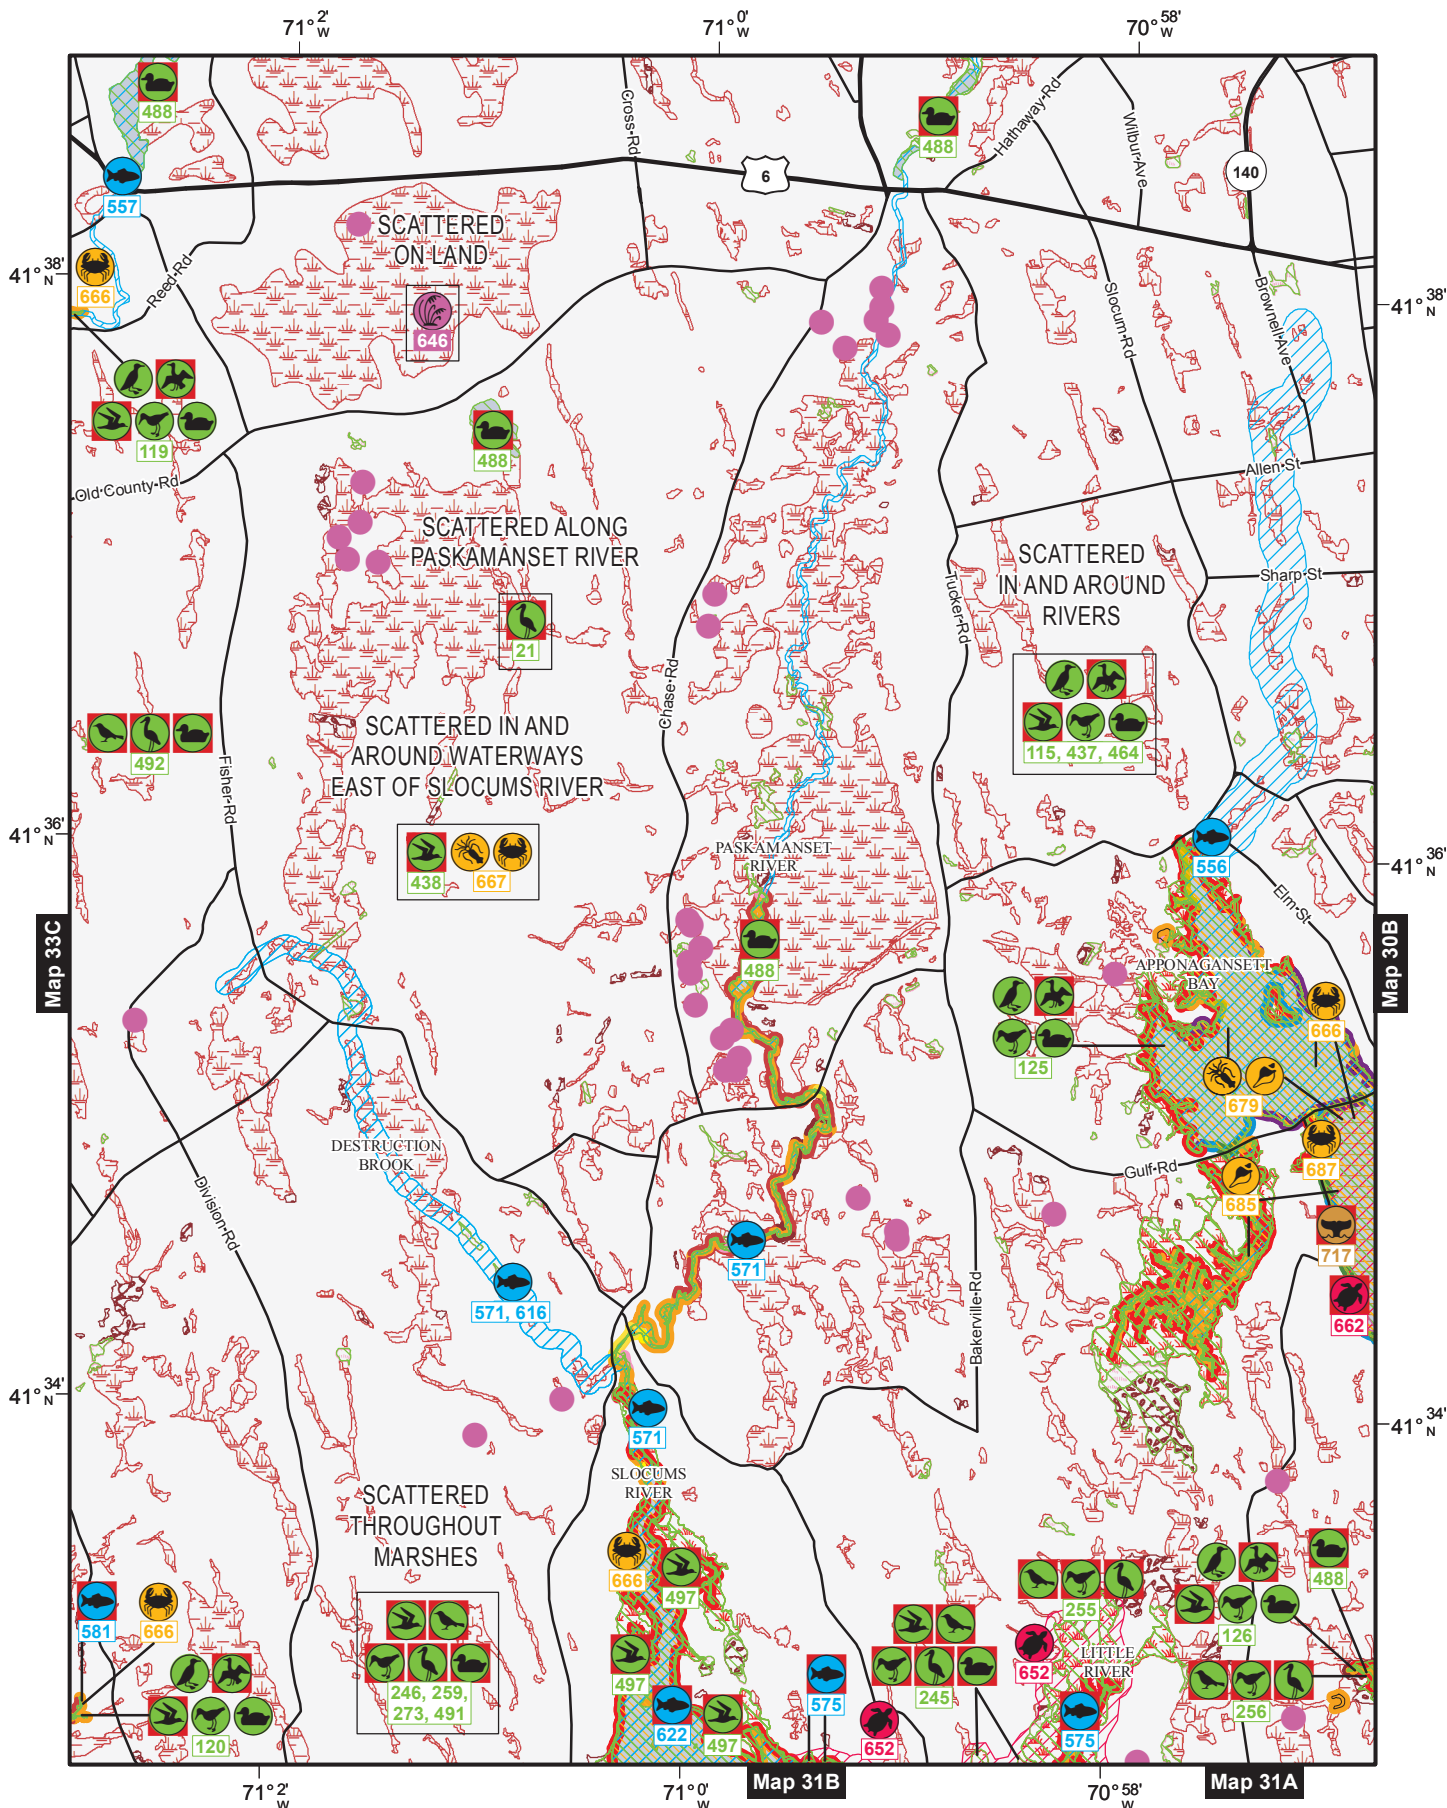 71° 2' W
71° 0' W
70° 58' W
488
Cross Rd
488
Hathaway Rd
Wilbur Ave
6
140
557
SCATTERED
ON LAND
41° 38' N
666
Reed Rd
646
Slocum Rd
Brownell Ave
41° 38' N
119
488
Old County Rd
Allen St
SCATTERED ALONG
PASKAMANSET RIVER
21
SCATTERED
IN AND AROUND
RIVERS
Sharp St
Tucker Rd
Chase Rd
115, 437, 464
492
SCATTERED IN AND
AROUND WATERWAYS
EAST OF SLOCUMS RIVER
Fisher Rd
438
667
41° 36' N
PASKAMANSET
RIVER
556
41° 36' N
Elm St
Map 33C
488
Map 30B
APPONAGANSETT
BAY
666
125
679
DESTRUCTION
BROOK
687
Gulf Rd
685
Division Rd
717
571
571, 616
662
Bakerville Rd
41° 34' N
571
41° 34' N
SLOCUMS
RIVER
SCATTERED
THROUGHOUT
MARSHES
666
497
488
255
581
666
126
652
LITTLE
RIVER
497
575
245
246, 259,
273, 491
256
622
497
652
575
120
71° 2' W
71° 0' W
Map 31B
70° 58' W
Map 31A